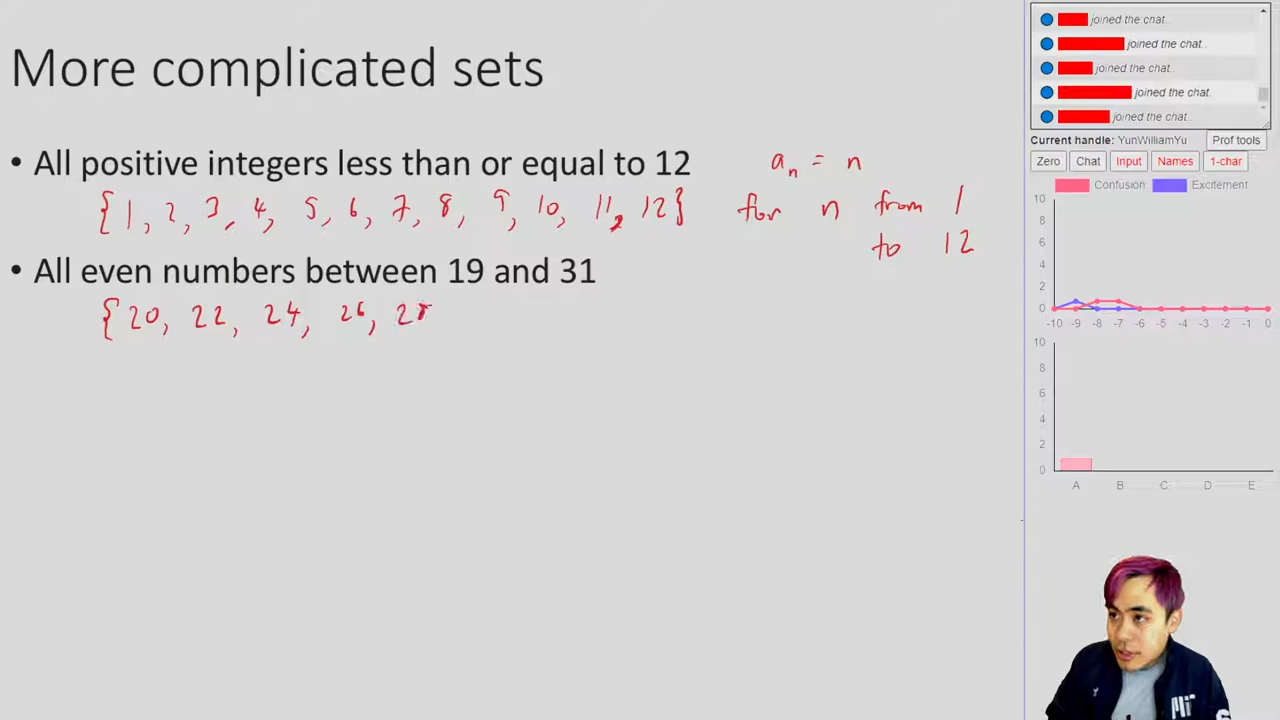 More complicated sets
• All positive integers less than or equal to 12
{1, 2, 3, 4, 5, 6, 7, 8, 9, 10, 11, 12}
aₙ = n
for n from 1
to 12
• All even numbers between 19 and 31
{20, 22, 24, 26, 28
joined the chat.
joined the chat.
joined the chat.
joined the chat.
joined the chat.
Current handle: YunWilliamYu
Prof tools
Zero Chat Input Names 1-char
Confusion Excitement
10
8
6
4
2
0
-10 -9 -8 -7 -6 -5 -4 -3 -2 -1 0
10
8
6
4
2
0
A B C D E
MIT